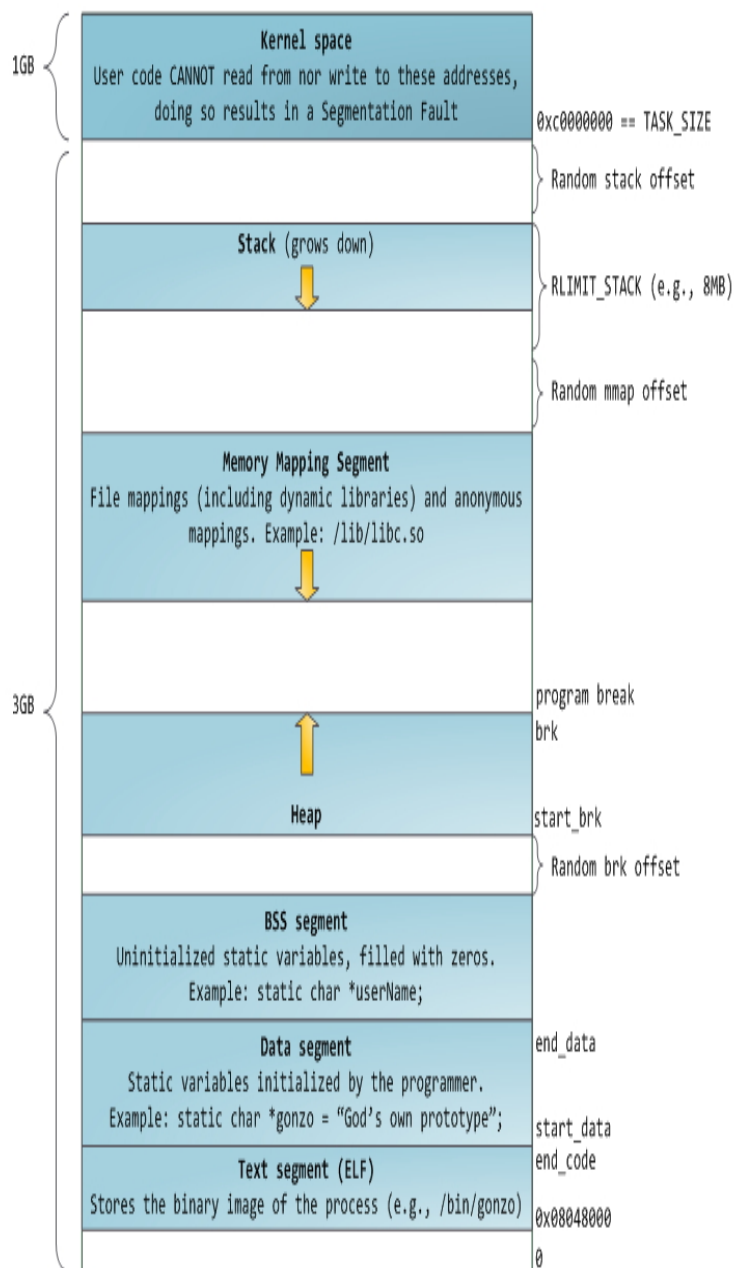 Kernel space
1GB
User code CANNOT read from nor write to these addresses,
doing so results in a Segmentation Fault
0xc0000000 == TASK_SIZE
Random stack offset
Stack (grows down)
RLIMIT_STACK (e.g., 8MB)
Random mmap offset
Memory Mapping Segment
File mappings (including dynamic libraries) and anonymous
mappings. Example: /lib/libc.so
program break
3GB
brk
Heap
start_brk
Random brk offset
BSS segment
Uninitialized static variables, filled with zeros.
Example: static char *userName;
Data segment
end_data
Static variables initialized by the programmer.
Example: static char *gonzo = “God’s own prototype”;
start_data
end_code
Text segment (ELF)
Stores the binary image of the process (e.g., /bin/gonzo)
0x08048000
0